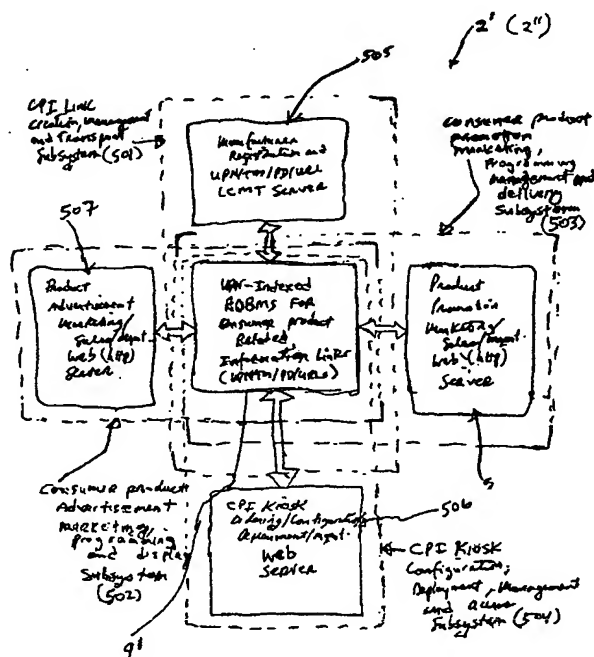 2' (2")
505
CPI LINK
Creation, Management
and Transport
Subsystem (501)
Manufacturer
Registration and
UPN/TM/PD/URL
LCMT SERVER
Consumer product
promotion
marketing,
Programming
management and
delivery
Subsystem
(503)
507
Product
Advertisement
Marketing/
Sales/mgmt.
Web (http)
Server
UPN-Indexed
RDBMS FOR
Consumer product
Related
Information Links
(UPN/TM/PD/URLs)
Product
Promotion
Marketing/
Sales/mgmt.
Web (http)
Server
Consumer product
Advertisement
marketing,
programming
and display
Subsystem
(502)
CPI Kiosk
Ordering/Configuration
Deployment/mgmt.
Web
Server
506
CPI KIOSK
Configuration,
Deployment, Management
and Access
Subsystem (504)
9'